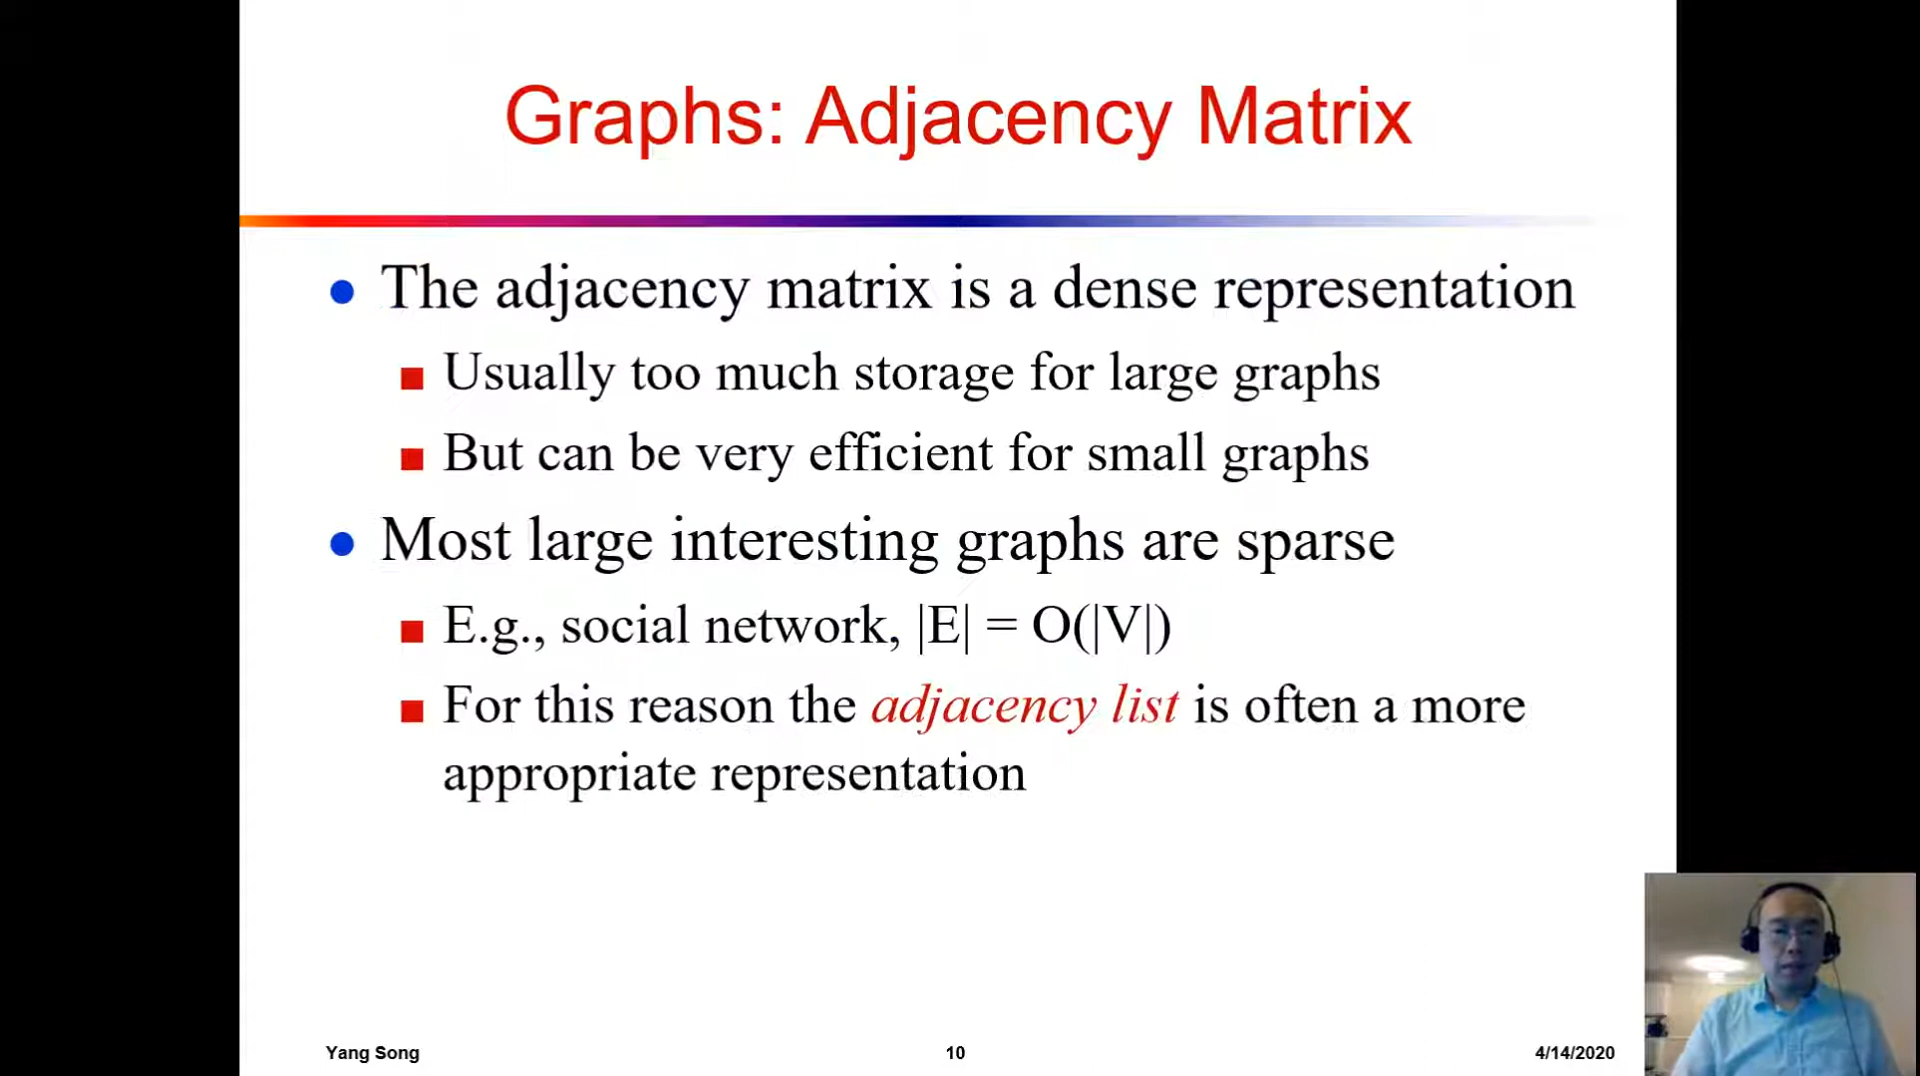 Graphs: Adjacency Matrix
The adjacency matrix is a dense representation
Usually too much storage for large graphs
But can be very efficient for small graphs
Most large interesting graphs are sparse
E.g., social network, |E| = O(|V|)
For this reason the adjacency list is often a more
appropriate representation
Yang Song
10
4/14/2020